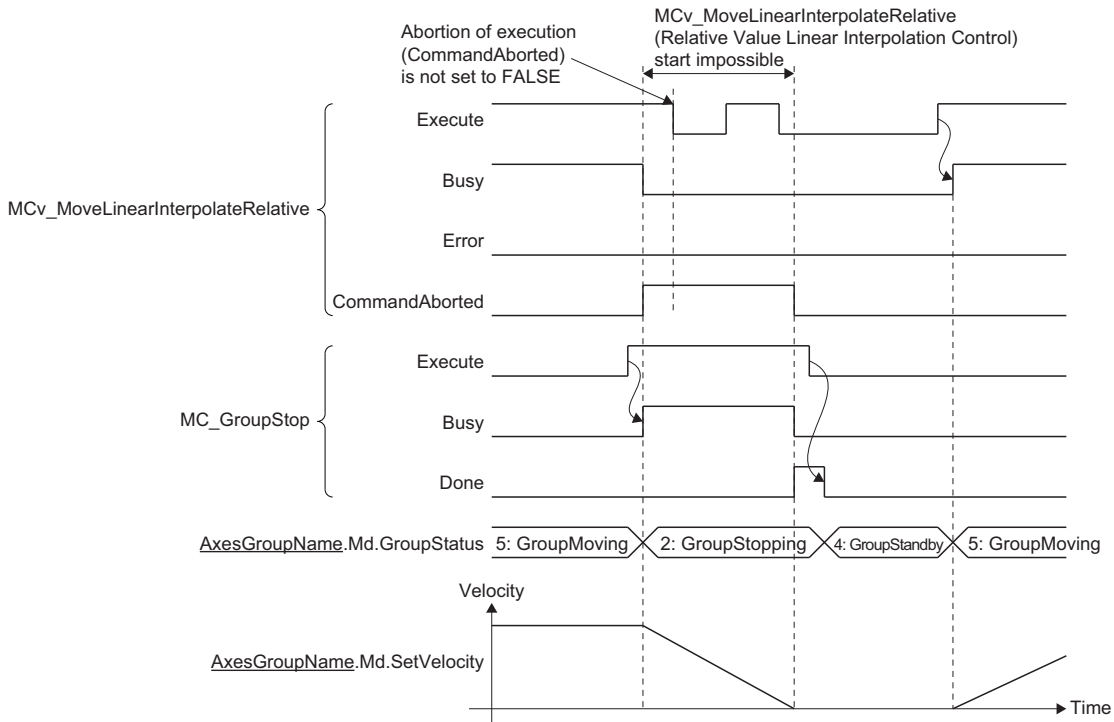 Abortion of execution
(CommandAborted)
is not set to FALSE
MCv_MoveLinearInterpolateRelative
(Relative Value Linear Interpolation Control)
start impossible
MCv_MoveLinearInterpolateRelative
Execute
Busy
Error
CommandAborted
MC_GroupStop
Execute
Busy
Done
AxesGroupName.Md.GroupStatus 5: GroupMoving 2: GroupStopping 4: GroupStandby 5: GroupMoving
Velocity
AxesGroupName.Md.SetVelocity
Time